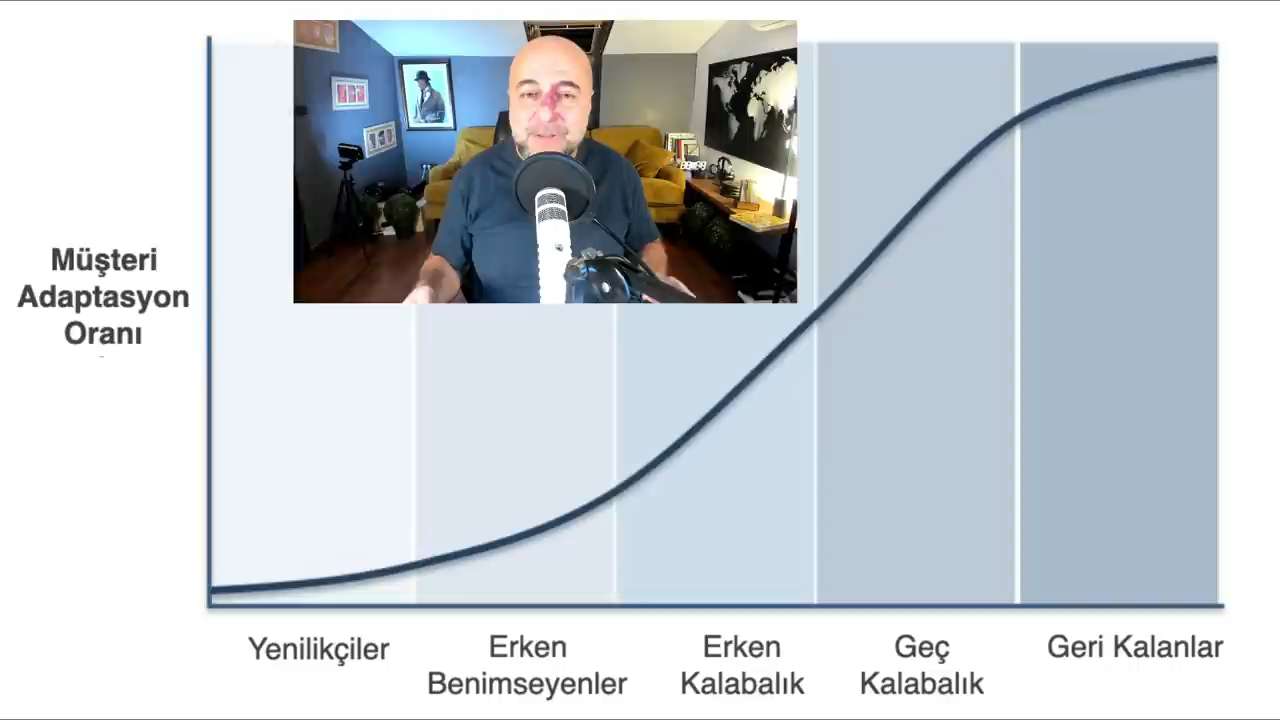 Müşteri
Adaptasyon
Oranı
Yenilikçiler
Erken
Benimseyenler
Erken
Kalabalık
Geç
Kalabalık
Geri Kalanlar